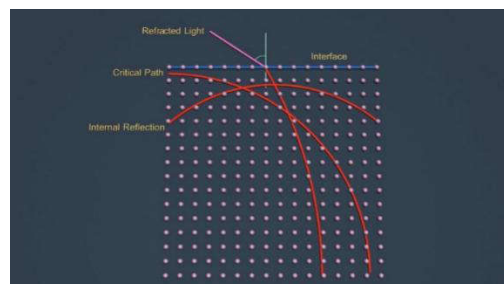 Refracted Light
Interface
Critical Path
Internal Reflection